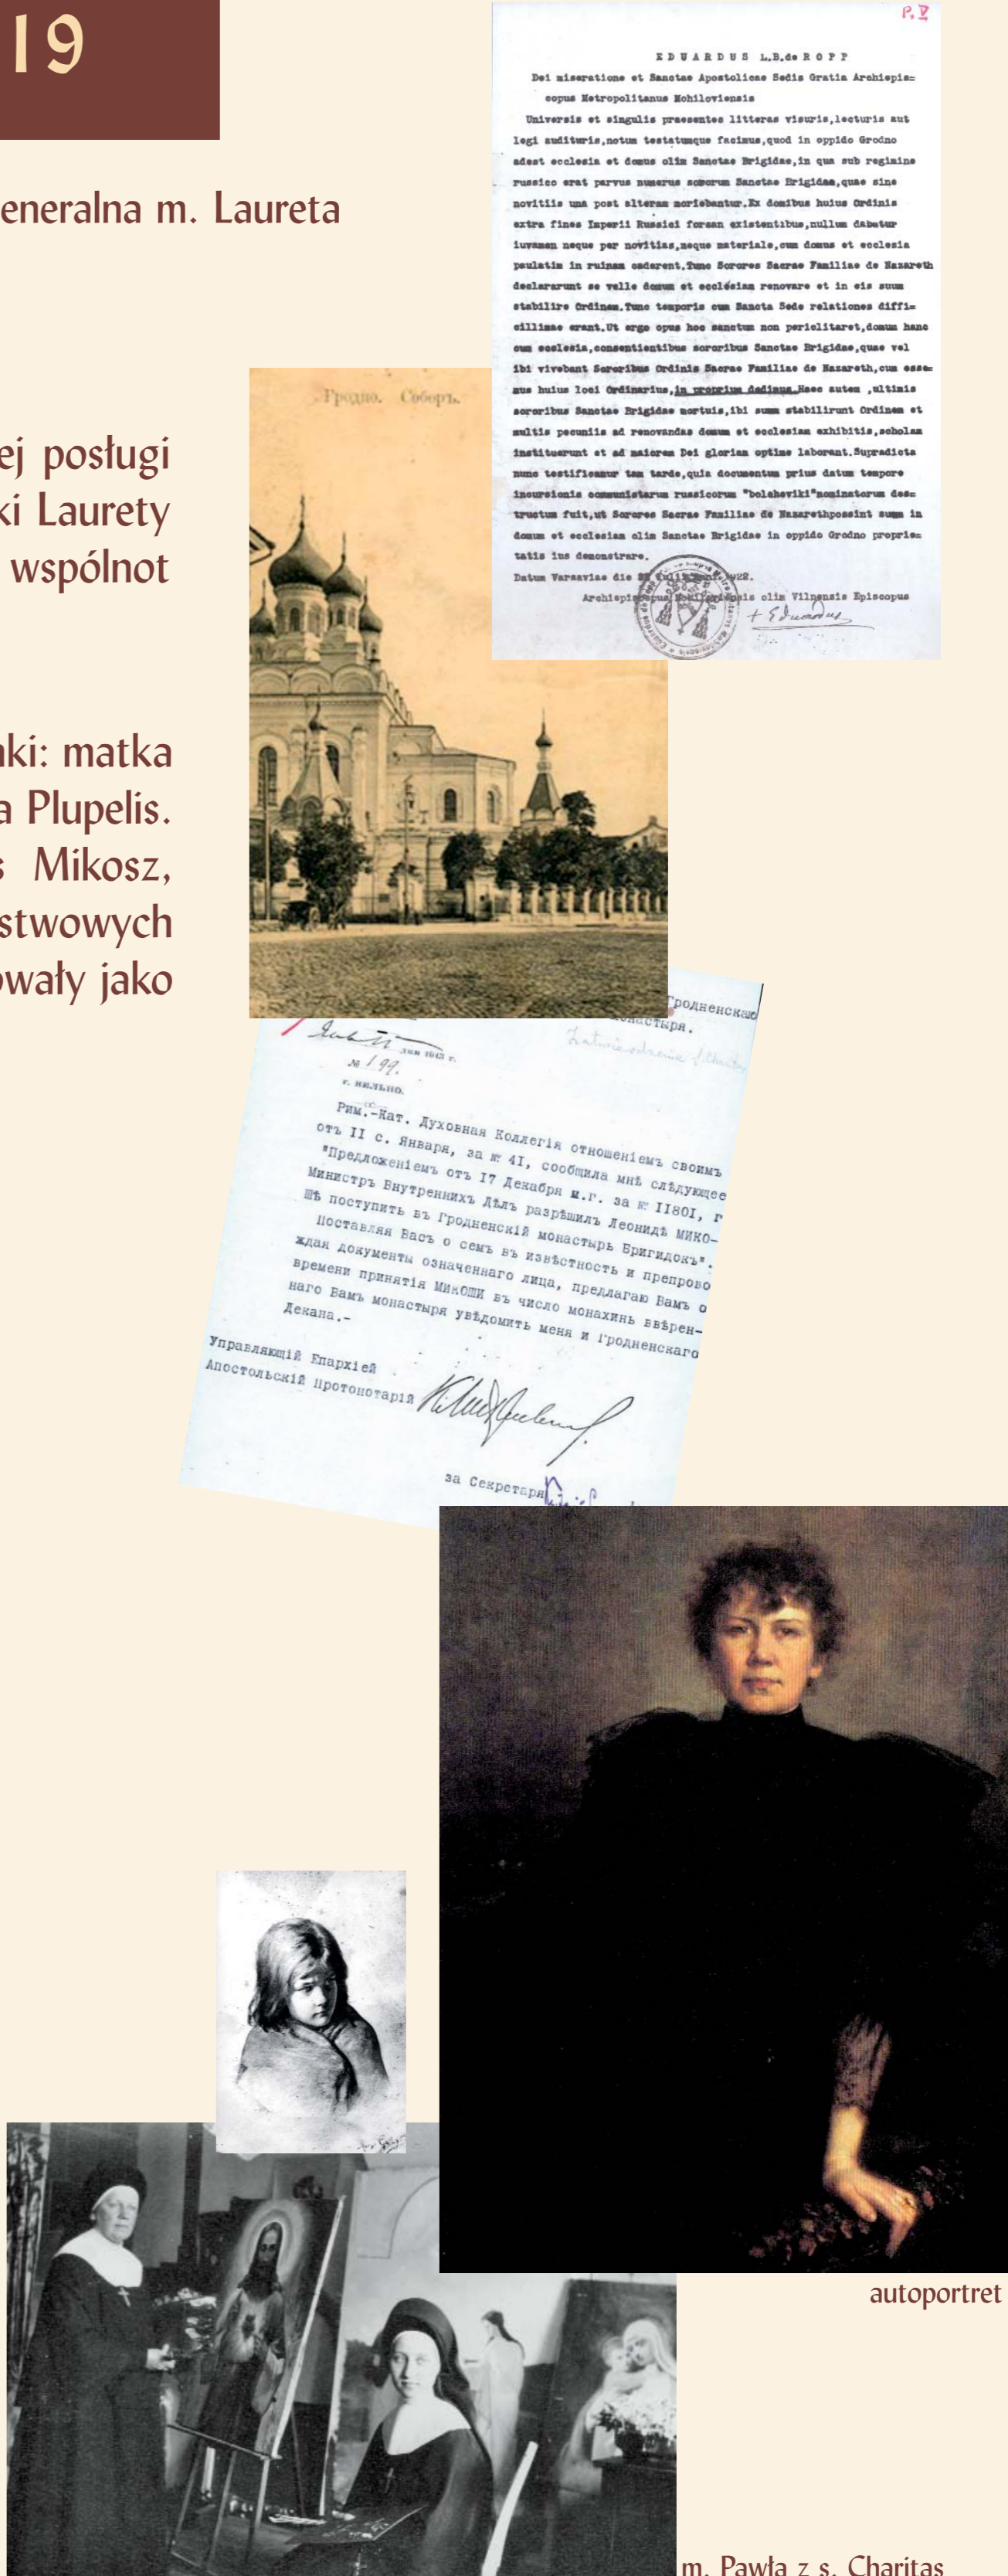 19
eneralna m. Laureta
ej posługi
ki Laurety
wspólnot
nki: matka
a Plupelis.
s Mikosz,
stwowych
owały jako
P. V
EDUARDUS L.B.de ROPP
Dei miseratione et Sanctae Apostolicae Sedis Gratia Archiepis=
copus Metropolitanus Mohiloviensis
Universis et singulis praesentes litteras visuris,lecturis aut
legi audituris,notum testatumque facimus,quod in oppido Grodno
adest ecclesia et domus olim Sanctae Brigidae,in qua sub regimine
russico erat parvus numerus sororum Sanctae Brigidae,quae sine
novitiis una post alteram moriebantur.Ex domibus huius Ordinis
extra fines Imperii Russici forsan existentibus,nullum dabatur
iuvamen neque per novitias,neque materiale,cum domus et ecclesia
paulatim in ruinam caderent.Tunc Sorores Sacrae Familiae de Nazareth
declararunt se velle domum et ecclesiam renovare et in eis suum
stabilire Ordinem.Tunc temporis cum Sancta Sede relationes diffi=
cillimae erant.Ut ergo opus hoc sanctum non periclitaret,domum hanc
cum ecclesia,consentientibus sororibus Sanctae Brigidae,quae vel
ibi vivebant Sororibus Ordinis Sacrae Familiae de Nazareth,cum esse=
mus huius loci Ordinarius,in proprium dedimus.Haec autem ,ultimis
sororibus Sanctae Brigidae mortuis,ibi suum stabilirunt Ordinem et
multis pecuniis ad renovandas domum et ecclesiam exhibitis,scholam
instituerunt et ad maiorem Dei gloriam optime laborant.Supradicta
nunc testificamur tam tarde,quia documentum prius datum tempore
incursionis communistarum russicorum "bolsheviki"nominatorum des=
tructum fuit,ut Sorores Sacrae Familiae de Nazarethpossint suum in
domum et ecclesiam olim Sanctae Brigidae in oppido Grodno proprie=
tatis ius demonstrare.
Datum Varsaviae die 1922.
Archiepiscopus Mohiloviensis olim Vilnensis Episcopus
+ Eduardus
Гродно. Соборъ.
Гродненскаго
монастыря.
дня 1913 г.
№ 199.
г. ВИЛЬНО.
Рим.-Кат. Духовная Коллегія отношеніемъ своимъ
отъ II с. Января, за № 41, сообщила мнѣ слѣдующее
"Предложеніемъ отъ 17 Декабря м.г. за № II801, г
Министръ Внутреннихъ Дѣлъ разрѣшилъ Леонидѣ МИКО-
ШѢ поступить въ Гродненскій монастырь Бригидокъ".
Поставляя Васъ о семъ въ извѣстность и препрово
ждая документы означеннаго лица, предлагаю Вамъ о
времени принятія МИКОШИ въ число монахинь ввѣрен-
наго Вамъ монастыря увѣдомить меня и Гродненскаго
Декана.-
Управляющій Епархіей
Апостольскій Протонотарій
за Секретаря
autoportret
m. Pawła z s. Charitas